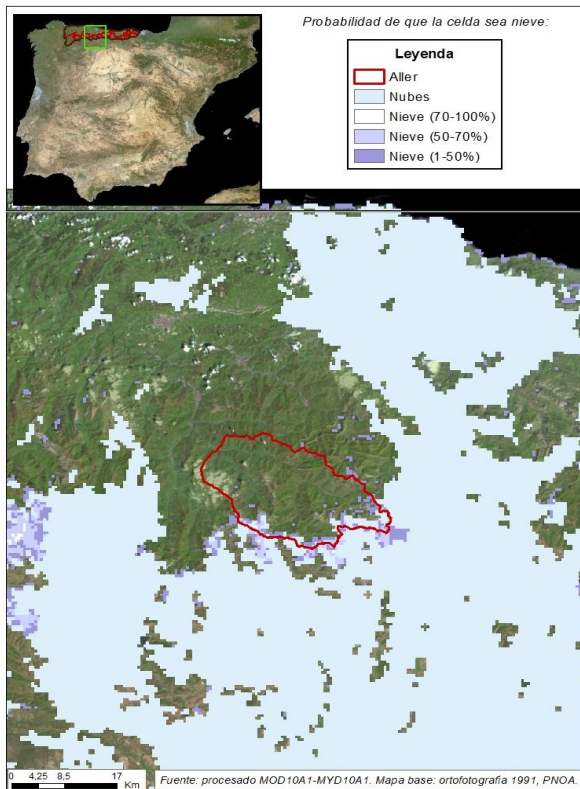 Probabilidad de que la celda sea nieve:
Leyenda
Aller
Nubes
Nieve (70-100%)
Nieve (50-70%)
Nieve (1-50%)
0 4,25 8,5 17
Km
Fuente: procesado MOD10A1-MYD10A1. Mapa base: ortofotografia 1991, PNOA.